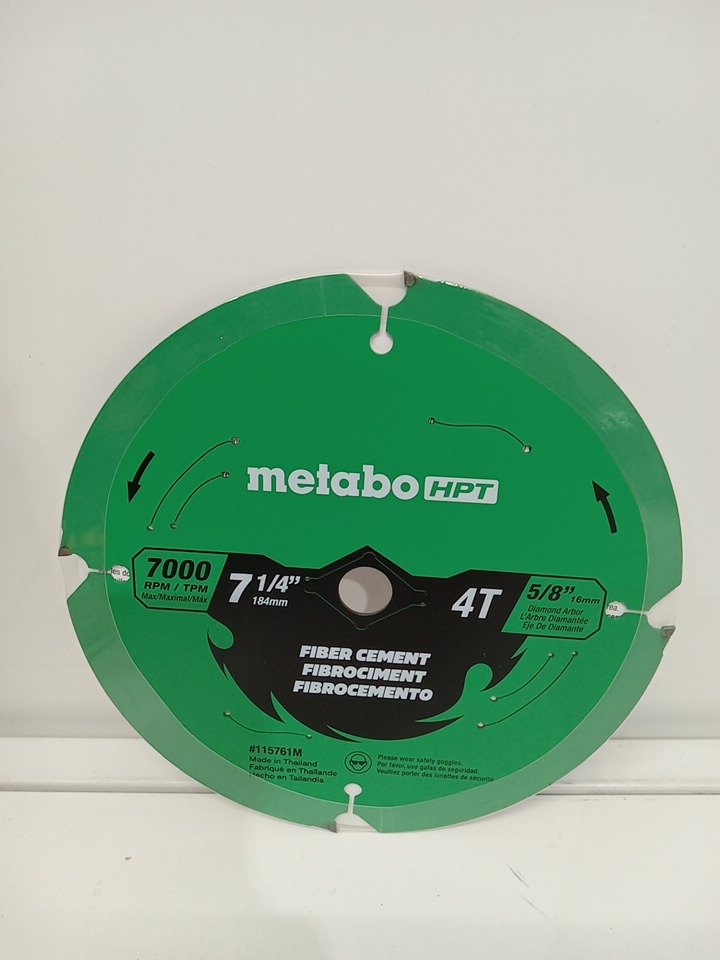 metabo HPT
7000
RPM / TPM
Max/Maximal/Máx
7 1/4”
184mm
4T
5/8” 16mm
Diamond Arbor
L'Arbre Diamantée
Eje De Diamante
FIBER CEMENT
FIBROCIMENT
FIBROCEMENTO
#115761M
Made in Thailand
Fabriqué en Thaïlande
Hecho en Tailandia
Please wear safety goggles.
Por favor, use gafas de seguridad.
Veuillez porter des lunettes de sécurité